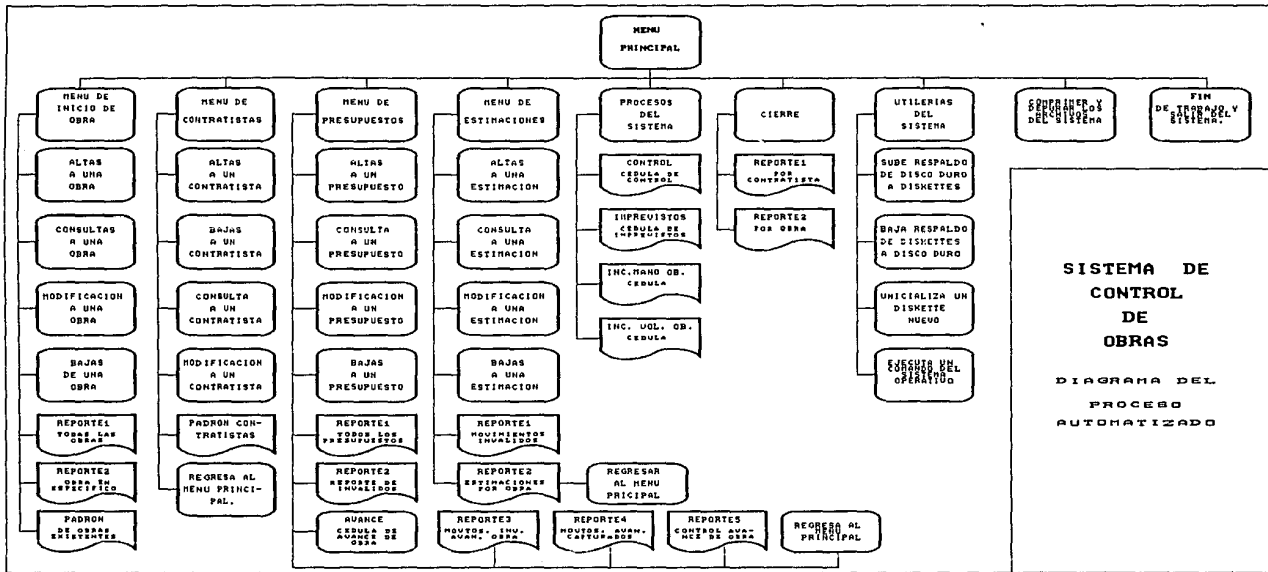 MENU
PRINCIPAL
MENU DE
INICIO DE
OBRA
ALTAS
A UNA
OBRA
CONSULTAS
A UNA
OBRA
MODIFICACION
A UNA
OBRA
BAJAS
DE UNA
OBRA
REPORTE1
TODAS LAS
OBRAS
REPORTE2
OBRA EN
ESPECIFICO
PADRON
DE OBRAS
EXISTENTES
MENU DE
CONTRATISTAS
ALTAS
A UN
CONTRATISTA
BAJAS
A UN
CONTRATISTA
CONSULTA
A UN
CONTRATISTA
MODIFICACION
A UN
CONTRATISTA
PADRON CON-
TRATISTAS
REGRESA AL
MENU PRINCI-
PAL.
MENU DE
PRESUPUESTOS
ALTAS
A UN
PRESUPUESTO
CONSULTA
A UN
PRESUPUESTO
MODIFICACION
A UN
PRESUPUESTO
BAJAS
A UN
PRESUPUESTO
REPORTE1
TODOS LOS
PRESUPUESTOS
REPORTE2
REPORTE DE
INVALIDOS
AVANCE
CEDULA DE
AVANCE DE
OBRA
REPORTE3
MOVTOS. INV.
AVAN. OBRA
REPORTE4
MOVTOS. AVAN.
CAPTURADOS
REPORTE5
CONTROL AVA-
NCE DE OBRA
REGRESA AL
MENU
PRINCIPAL
MENU DE
ESTIMACIONES
ALTAS
A UNA
ESTIMACION
CONSULTA
A UNA
ESTIMACION
MODIFICACION
A UNA
ESTIMACION
BAJAS
A UNA
ESTIMACION
REPORTE1
MOVIMIENTOS
INVALIDOS
REPORTE2
ESTIMACIONES
POR OBRA
REGRESAR
AL MENU
PRICIPAL
PROCESOS
DEL
SISTEMA
CONTROL
CEDULA DE
CONTROL
IMPREVISTOS
CEDULA DE
IMPREVISTOS
INC.MANO OB.
CEDULA
INC. VOL. OB.
CEDULA
CIERRE
REPORTE1
POR
CONTRATISTA
REPORTE2
POR OBRA
UTILERIAS
DEL
SISTEMA
SUBE RESPALDO
DE DISCO DURO
A DISKETTES
BAJA RESPALDO
DE DISKETTES
A DISCO DURO
UNICIALIZA UN
DISKETTE
NUEVO
EJECUTA UN
COMANDO DEL
SISTEMA
OPERATIVO
COMPRIMER Y
DEPURAR LOS
ARCHIVOS
DEL SISTEMA
FIN
DE TRABAJO Y
SALIR DEL
SISTEMA.
SISTEMA DE
CONTROL
DE
OBRAS
DIAGRAMA DEL
PROCESO
AUTOMATIZADO